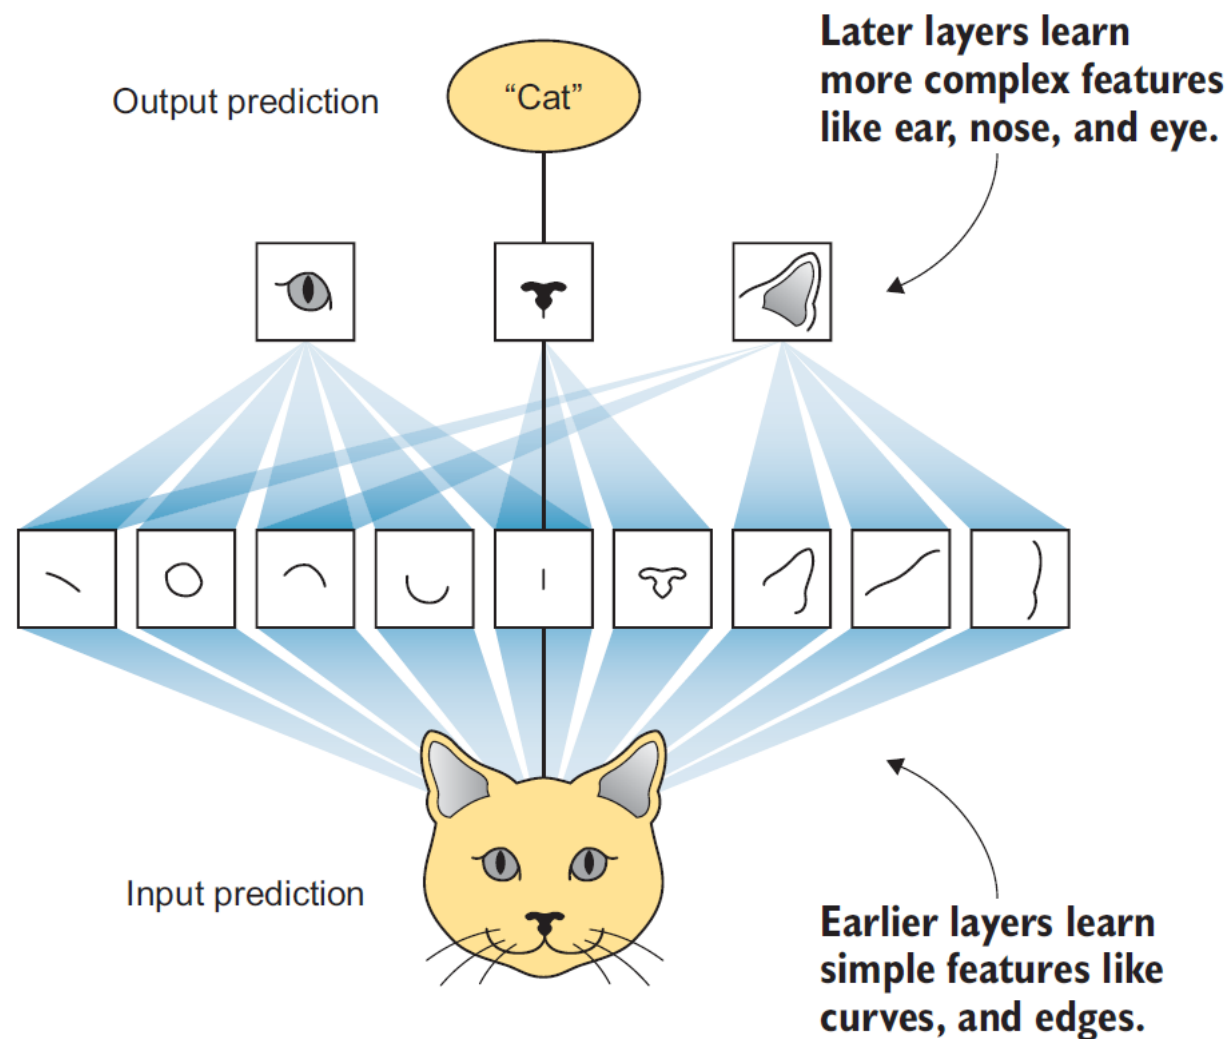 Later layers learn
more complex features
like ear, nose, and eye.
Output prediction
“Cat”
Input prediction
Earlier layers learn
simple features like
curves, and edges.